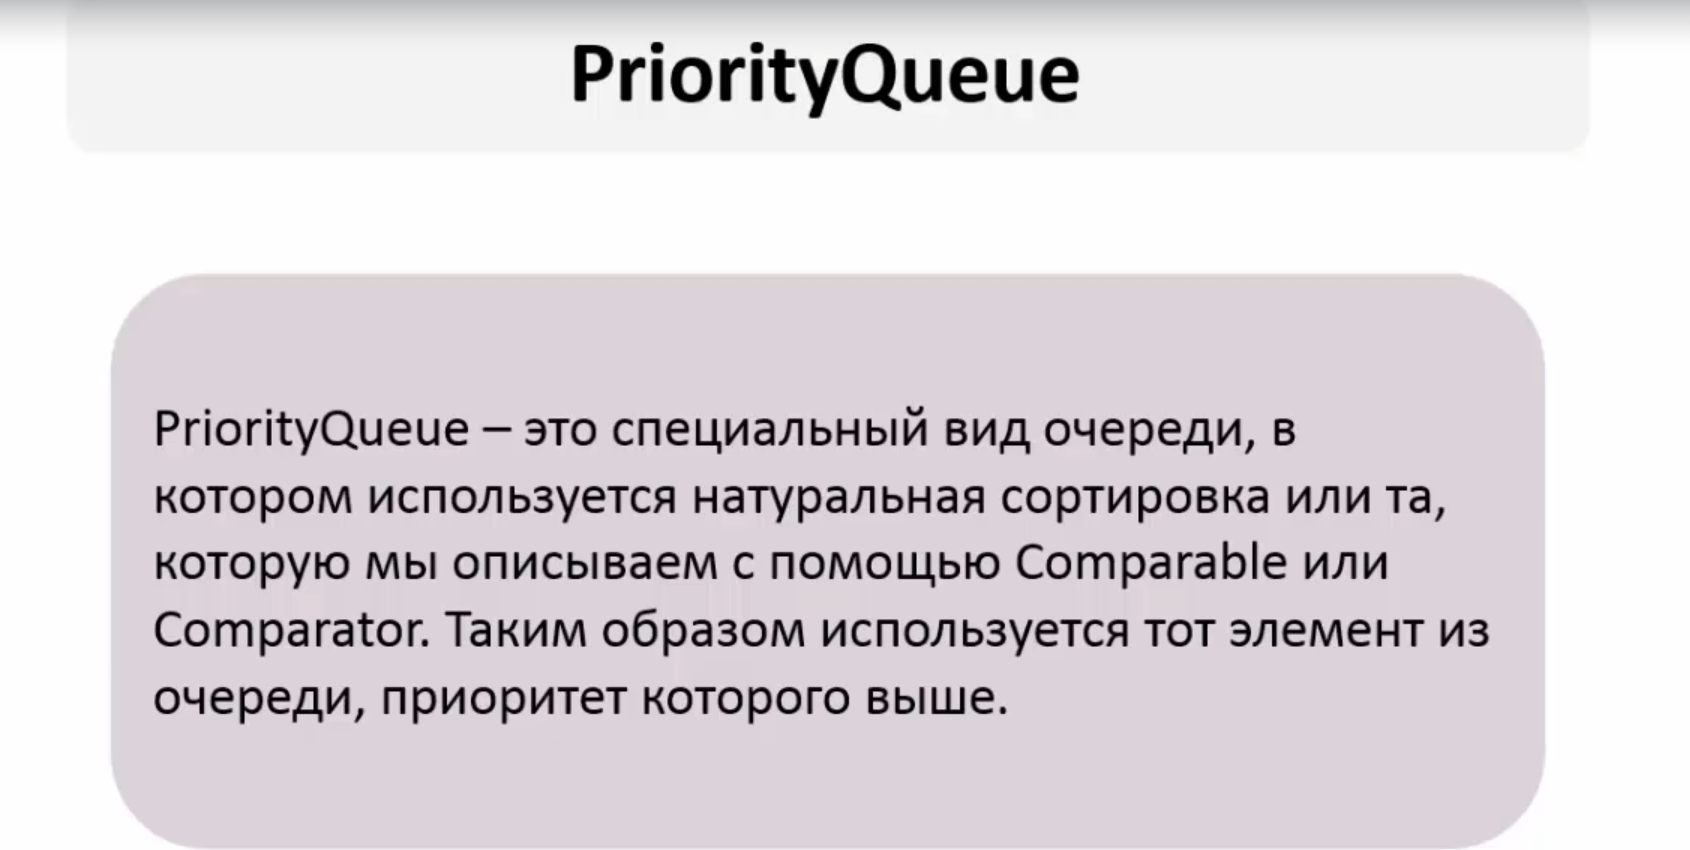 PriorityQueue
PriorityQueue – это специальный вид очереди, в
котором используется натуральная сортировка или та,
которую мы описываем с помощью Comparable или
Comparator. Таким образом используется тот элемент из
очереди, приоритет которого выше.